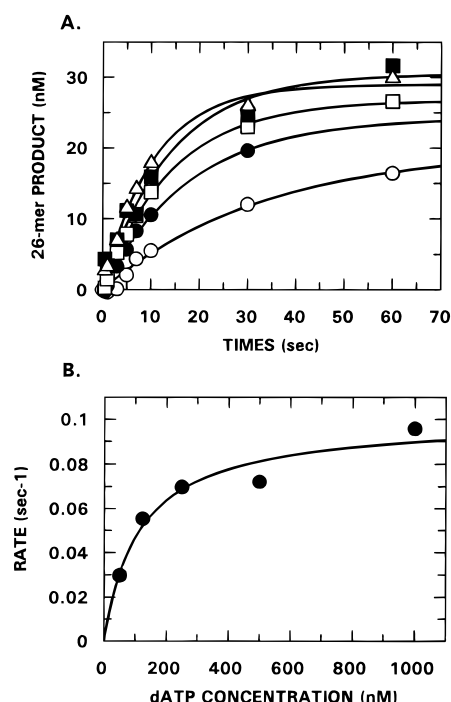 A.
30
20
10
0
26-mer PRODUCT (nM)
0 10 20 30 40 50 60 70
TIMES (sec)
B.
0.1
0.08
0.06
0.04
0.02
0
RATE (sec-1)
0 200 400 600 800 1000
dATP CONCENTRATION (nM)